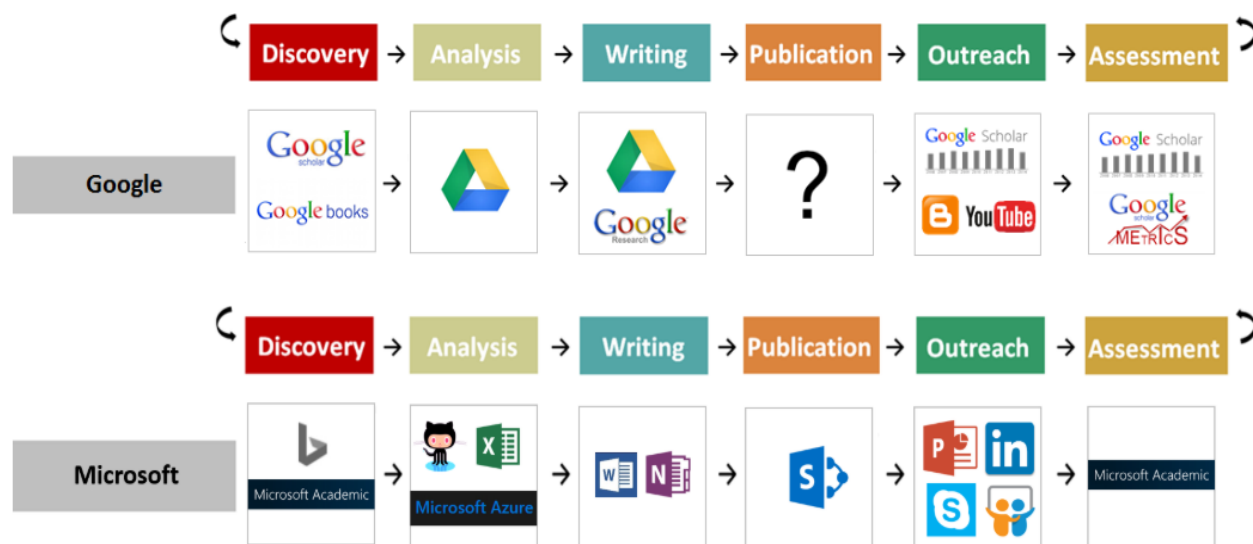 Discovery
Analysis
Writing
Publication
Outreach
Assessment
Google
Google
scholar
Google books
Google
Research
?
Google Scholar
B
YouTube
Google Scholar
Google
scholar
METRICS
Discovery
Analysis
Writing
Publication
Outreach
Assessment
Microsoft
b
Microsoft Academic
X
Microsoft Azure
W
N
S
P
in
S
Microsoft Academic